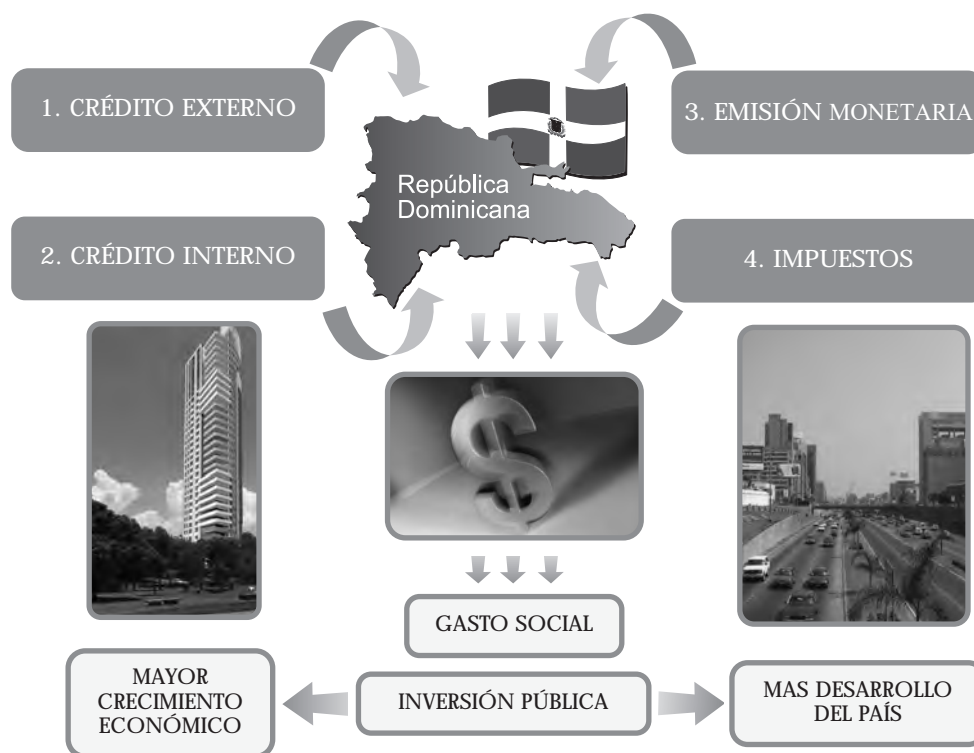 1. CRÉDITO EXTERNO
3. EMISIÓN MONETARIA
República
Dominicana
2. CRÉDITO INTERNO
4. IMPUESTOS
GASTO SOCIAL
MAYOR
CRECIMIENTO
ECONÓMICO
INVERSIÓN PÚBLICA
MAS DESARROLLO
DEL PAÍS